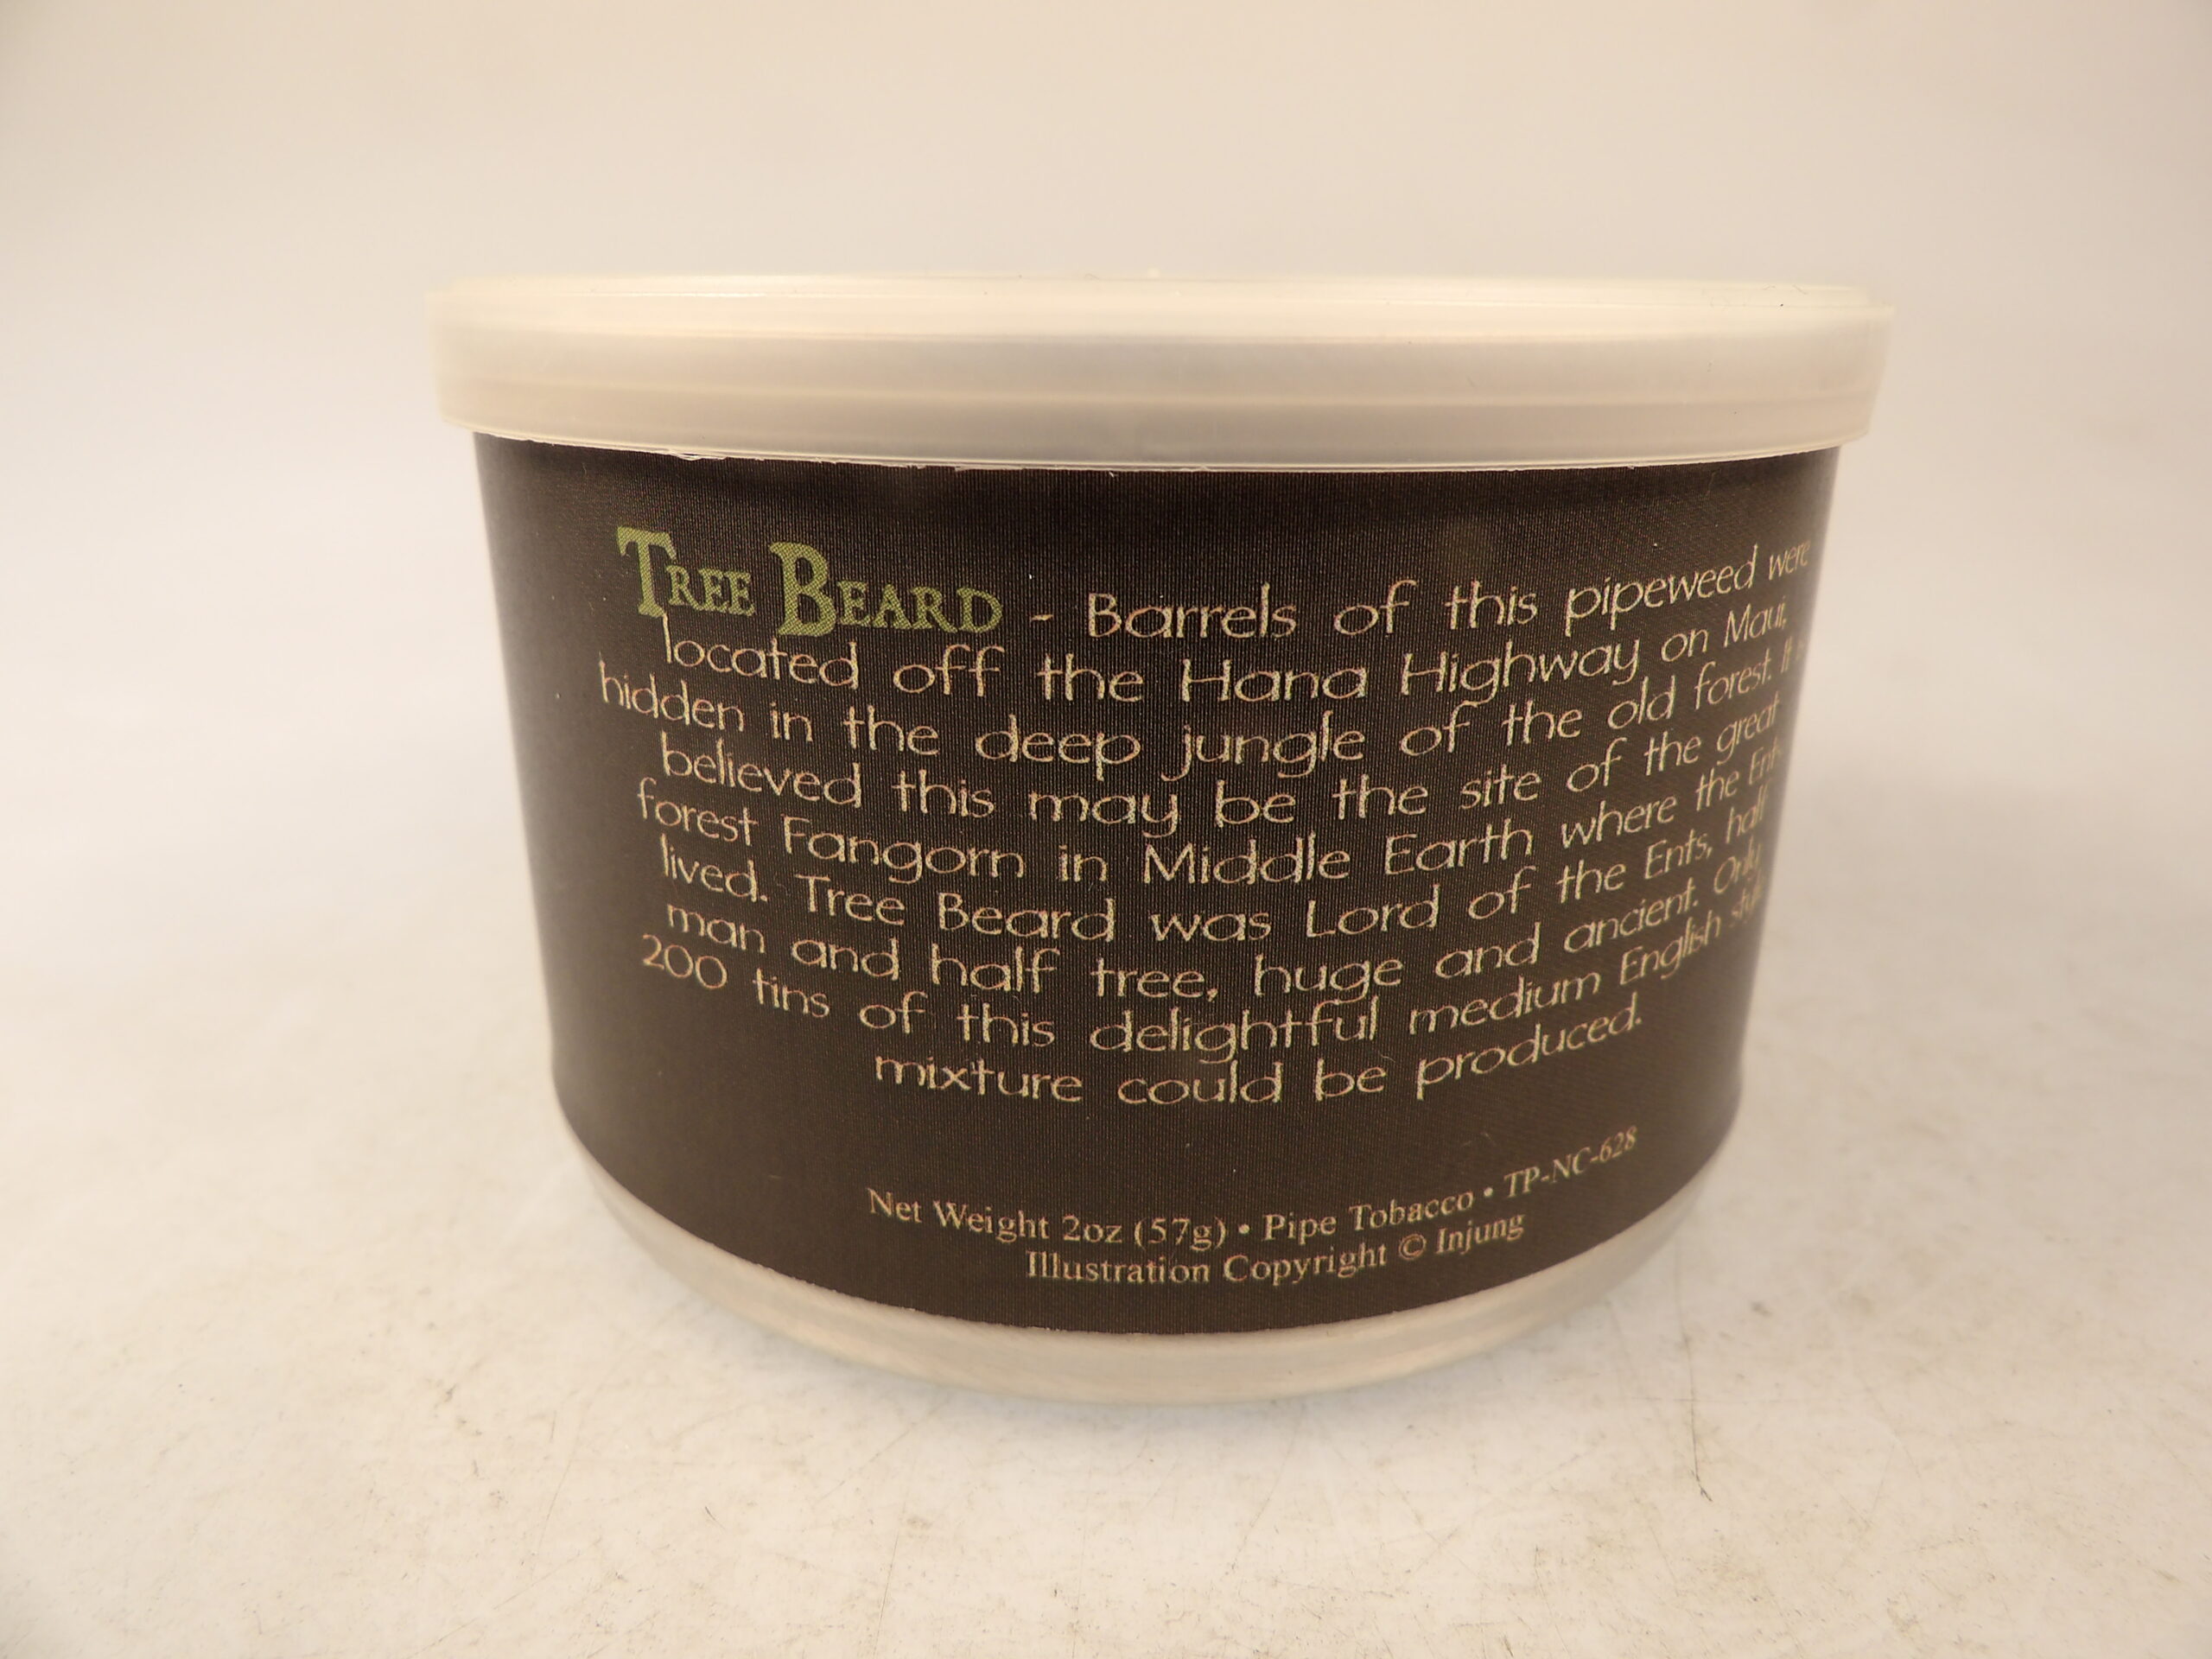 TREE BEARD - Barrels of this pipeweed were
located off the Hana Highway on Maui,
hidden in the deep jungle of the old forest. It
believed this may be the site of the great
forest Fangorn in Middle Earth where the
lived. Tree Beard was Lord of the Ents, half
man and half tree, huge and ancient. Only
200 tins of this delightful medium English
mixture could be produced.
Net Weight 2oz (57g) • Pipe Tobacco • TP-NC-628
Illustration Copyright © Injung